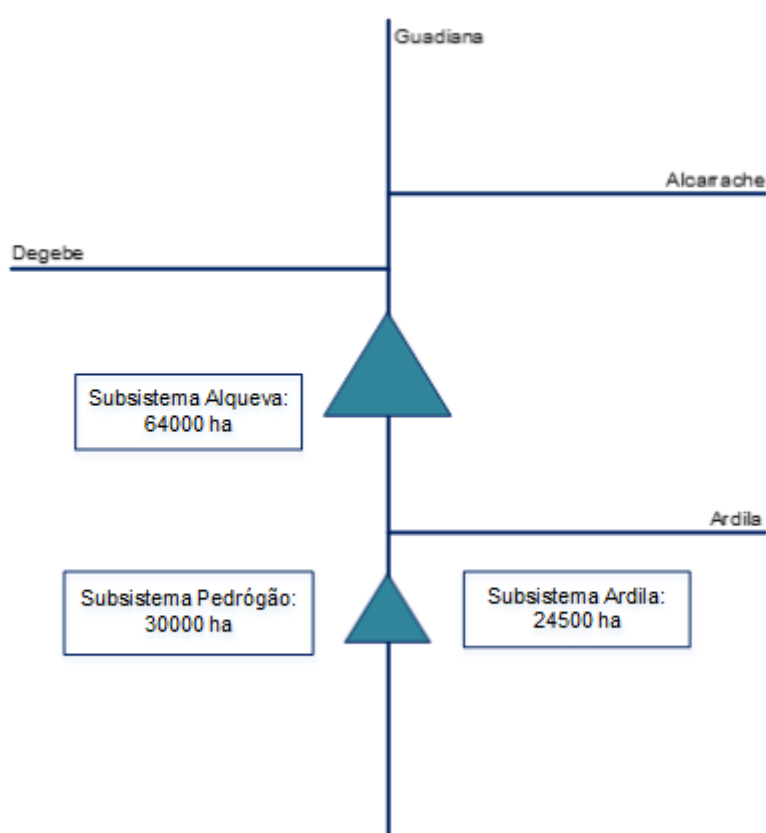 Guadiana
Alcarrache
Degebe
Subsistema Alqueva:
64000 ha
Ardila
Subsistema Pedrógão:
30000 ha
Subsistema Ardila:
24500 ha